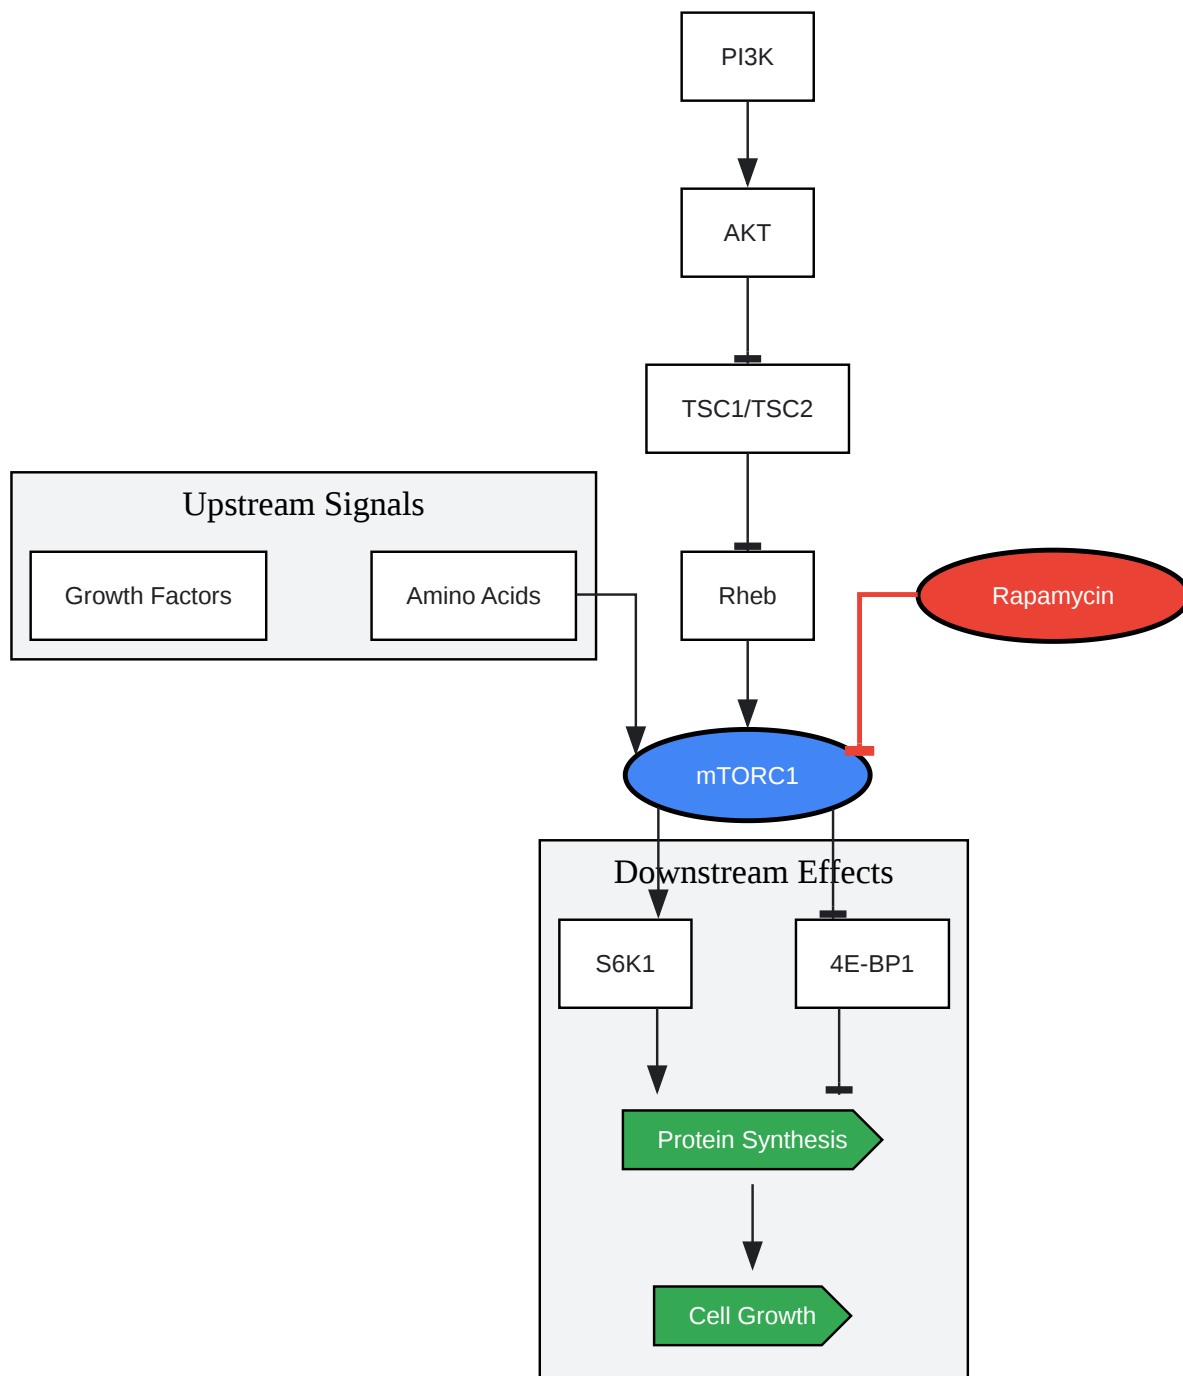 PI3K
AKT
TSC1/TSC2
Upstream Signals
Growth Factors
Amino Acids
Rheb
Rapamycin
mTORC1
Downstream Effects
S6K1
4E-BP1
Protein Synthesis
Cell Growth